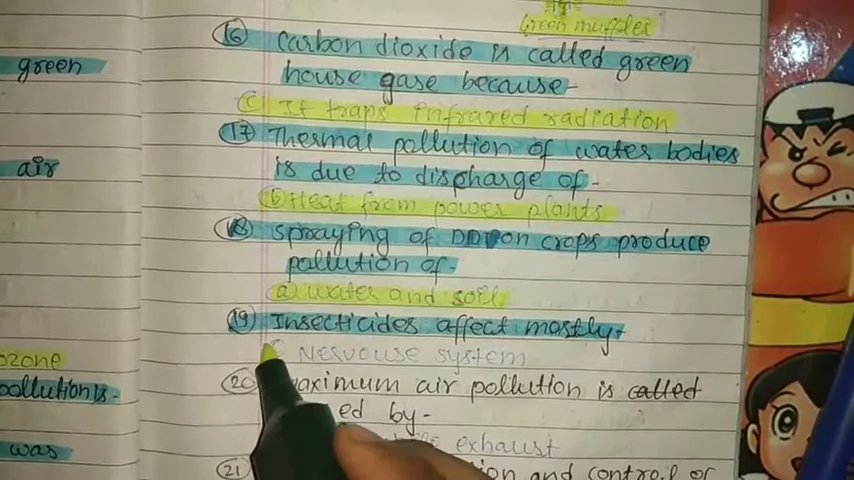 Green muffler
green
air
ozone
pollution is-
was
(16) Carbon dioxide is called green
house gase because-
(c) It traps infrared radiation
(17) Thermal pollution of water bodies
is due to discharge of-
(b) Heat from power plants
(18) Spraying of DDT on crops produce
pollution of-
(a) water and soil
(19) Insecticides affect mostly-
Nervouse system
(20) maximum air pollution is called
ed by-
exhaust
(21) and control of